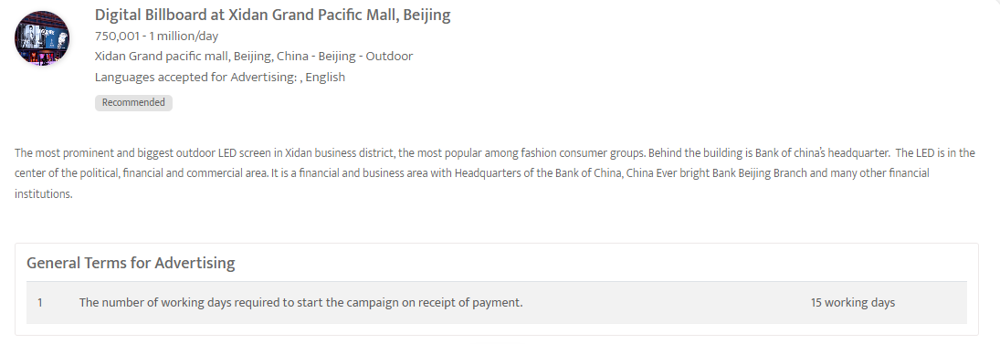 Digital Billboard at Xidan Grand Pacific Mall, Beijing
750,001 - 1 million/day
Xidan Grand pacific mall, Beijing, China - Beijing - Outdoor
Languages accepted for Advertising: , English
Recommended
The most prominent and biggest outdoor LED screen in Xidan business district, the most popular among fashion consumer groups. Behind the building is Bank of china's headquarter.  The LED is in the
center of the political, financial and commercial area. It is a financial and business area with Headquarters of the Bank of China, China Ever bright Bank Beijing Branch and many other financial
institutions.
General Terms for Advertising
1 The number of working days required to start the campaign on receipt of payment. 15 working days